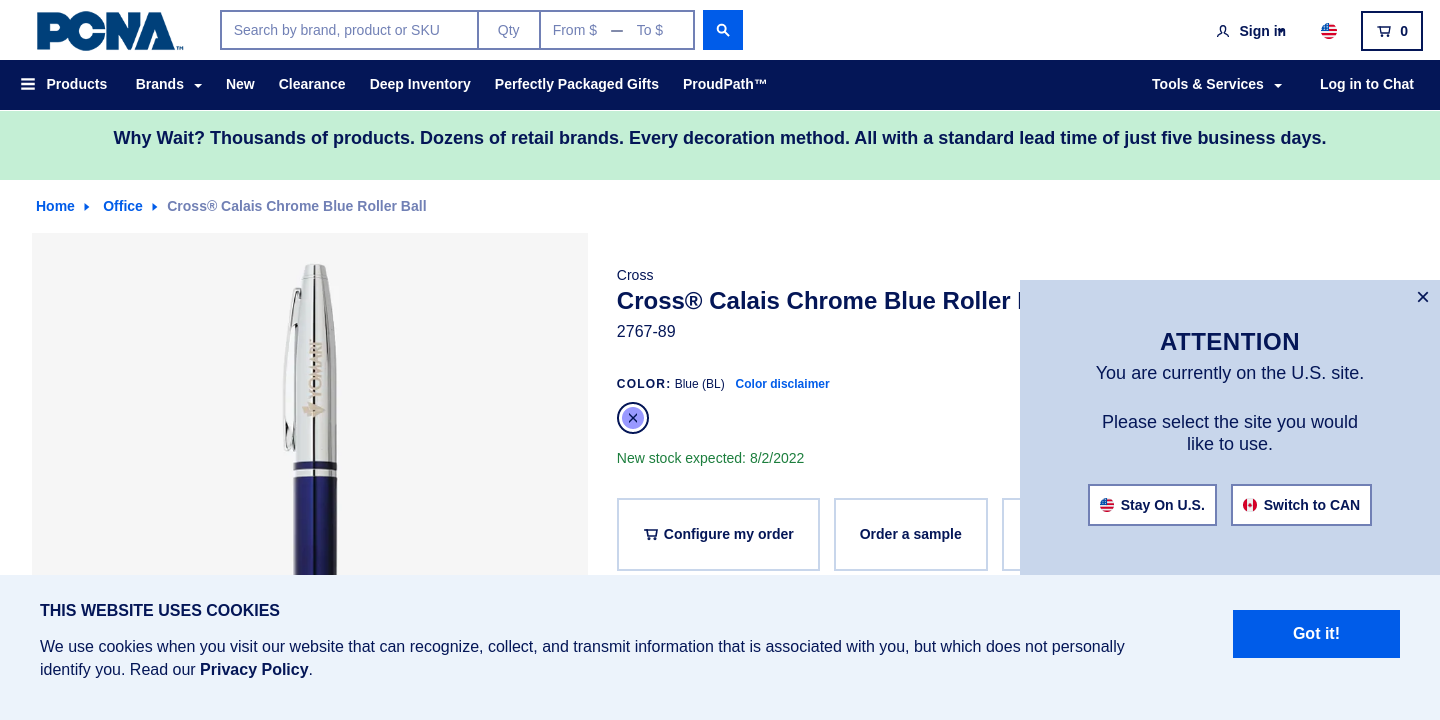 PCNA™
Search by brand, product or SKU
Qty
From $ — To $
Sign in
0
Products
Brands
New
Clearance
Deep Inventory
Perfectly Packaged Gifts
ProudPath™
Tools & Services
Log in to Chat
Why Wait? Thousands of products. Dozens of retail brands. Every decoration method. All with a standard lead time of just five business days.
Home
Office
Cross® Calais Chrome Blue Roller Ball
Cross
Cross® Calais Chrome Blue Roller
2767-89
COLOR: Blue (BL) Color disclaimer
New stock expected: 8/2/2022
Configure my order
Order a sample
ATTENTION
You are currently on the U.S. site.
Please select the site you would
like to use.
Stay On U.S.
Switch to CAN
THIS WEBSITE USES COOKIES
We use cookies when you visit our website that can recognize, collect, and transmit information that is associated with you, but which does not personally
identify you. Read our Privacy Policy.
Got it!